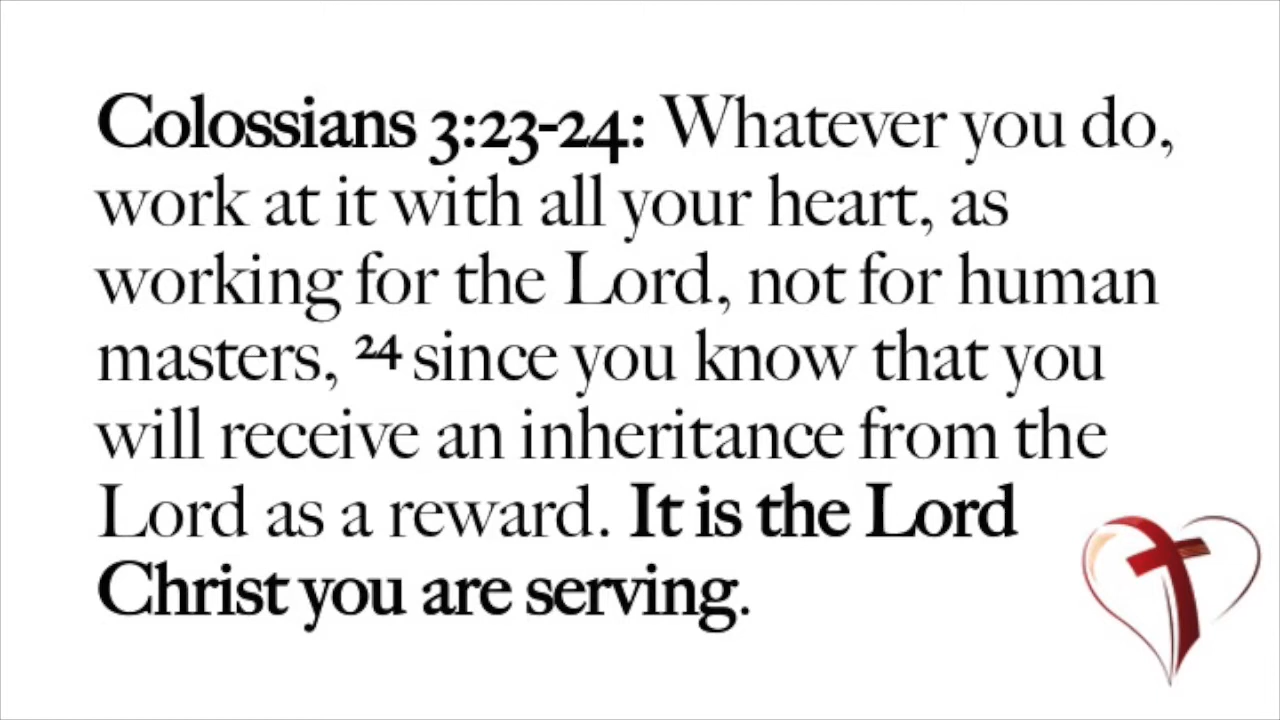 Colossians 3:23-24: Whatever you do,
work at it with all your heart, as
working for the Lord, not for human
masters, ²⁴ since you know that you
will receive an inheritance from the
Lord as a reward. It is the Lord
Christ you are serving.